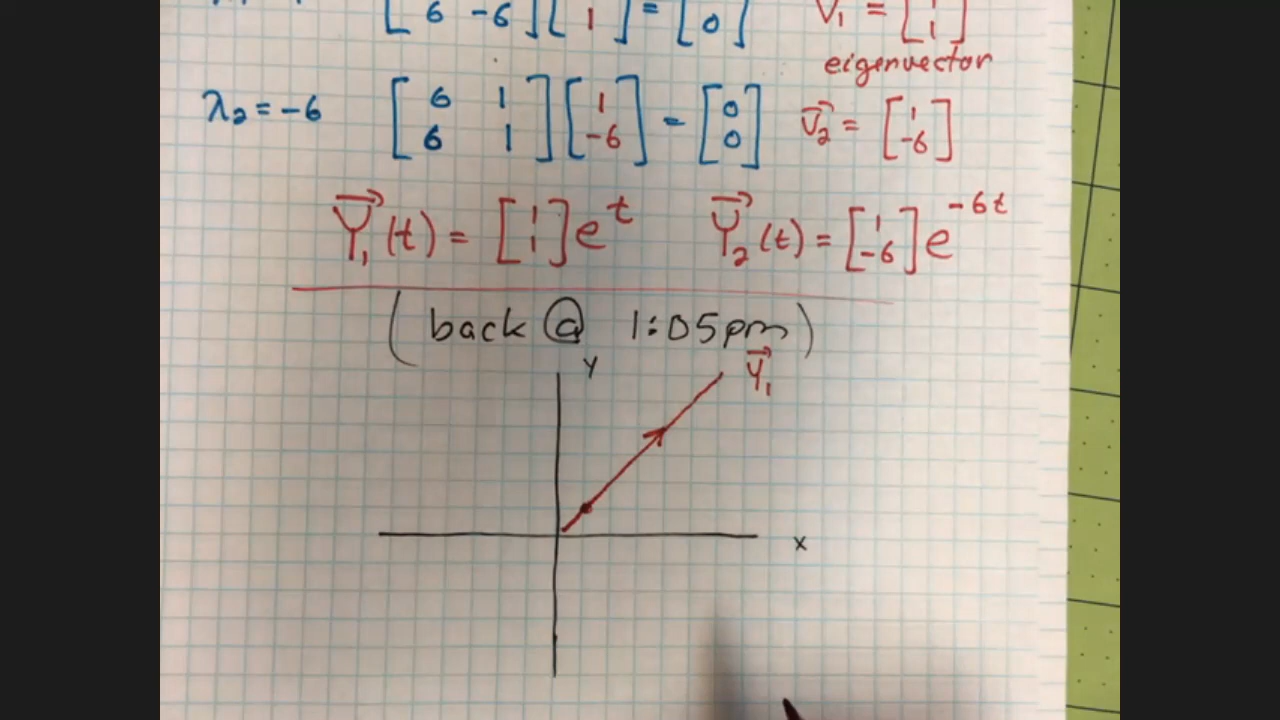 [ 6 -6 ] [ 1 ] = [ 0 ] V⃗₁ = [ 1 ]
eigenvector
λ₂ = -6 [ 6 1 ; 6 1 ] [ 1 ; -6 ] = [ 0 ; 0 ] v⃗₂ = [ 1 ; -6 ]
Y⃗₁(t) = [ 1 ; 1 ] eᵗ Y⃗₂(t) = [ 1 ; -6 ] e⁻⁶ᵗ
(back @ 1:05pm)
y Y⃗₁
x